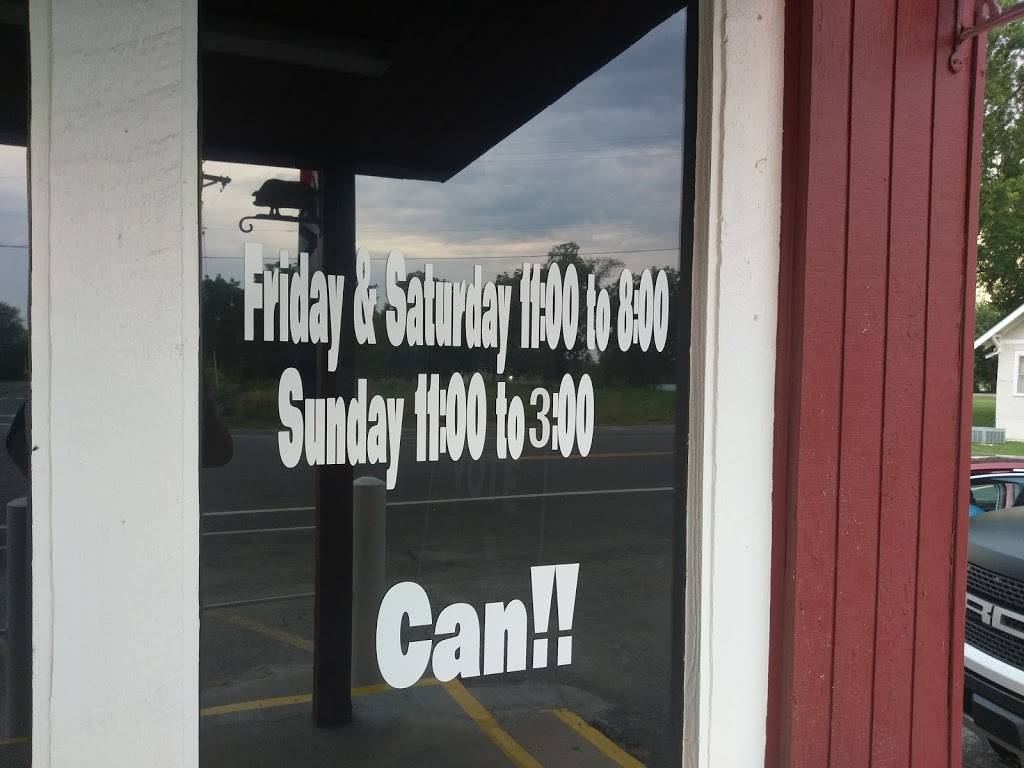 Friday & Saturday 11:00 to 8:00
Sunday 11:00 to 3:00
Can!!